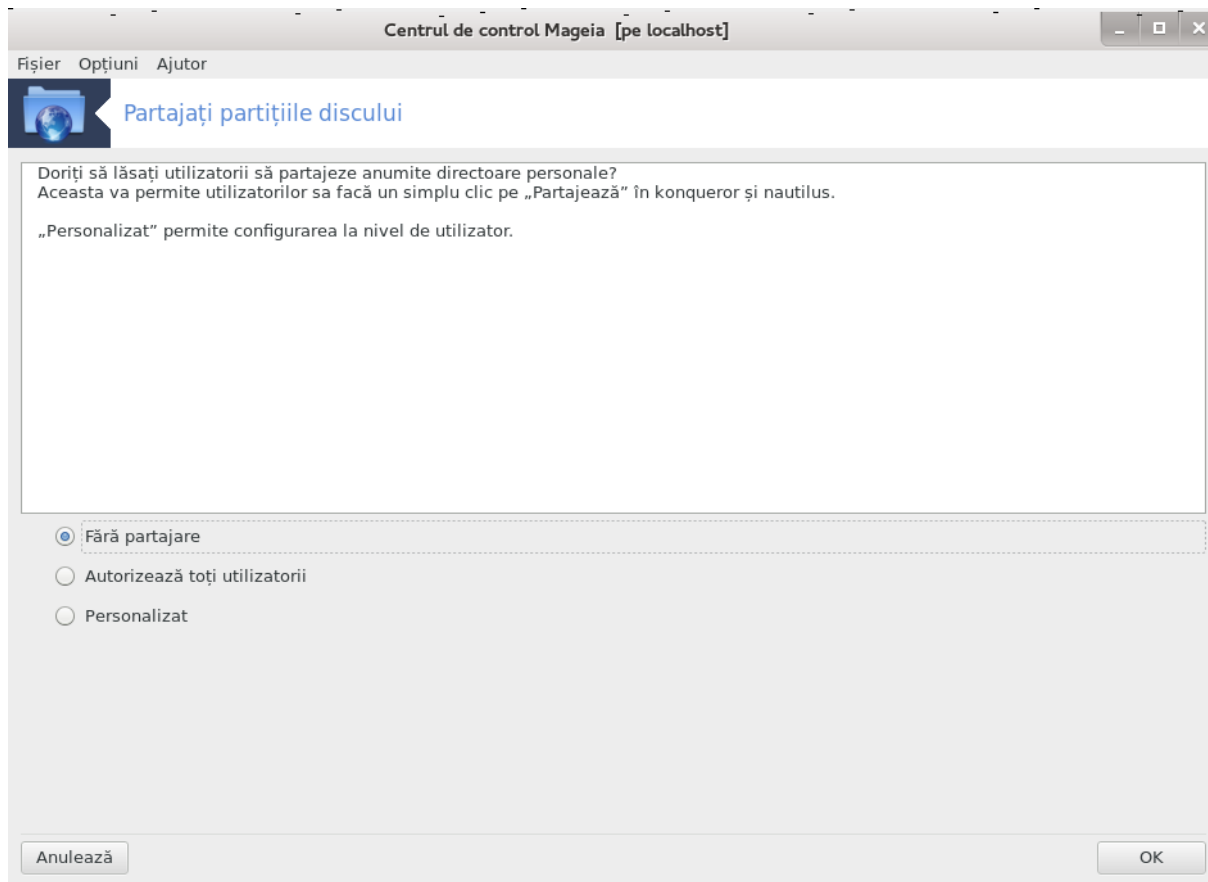 Centrul de control Mageia [pe localhost]
Fișier Opțiuni Ajutor
Partajați partițiile discului
Doriți să lăsați utilizatorii să partajeze anumite directoare personale?
Aceasta va permite utilizatorilor sa facă un simplu clic pe „Partajează” în konqueror și nautilus.
„Personalizat” permite configurarea la nivel de utilizator.
Fără partajare
Autorizează toți utilizatorii
Personalizat
Anulează OK